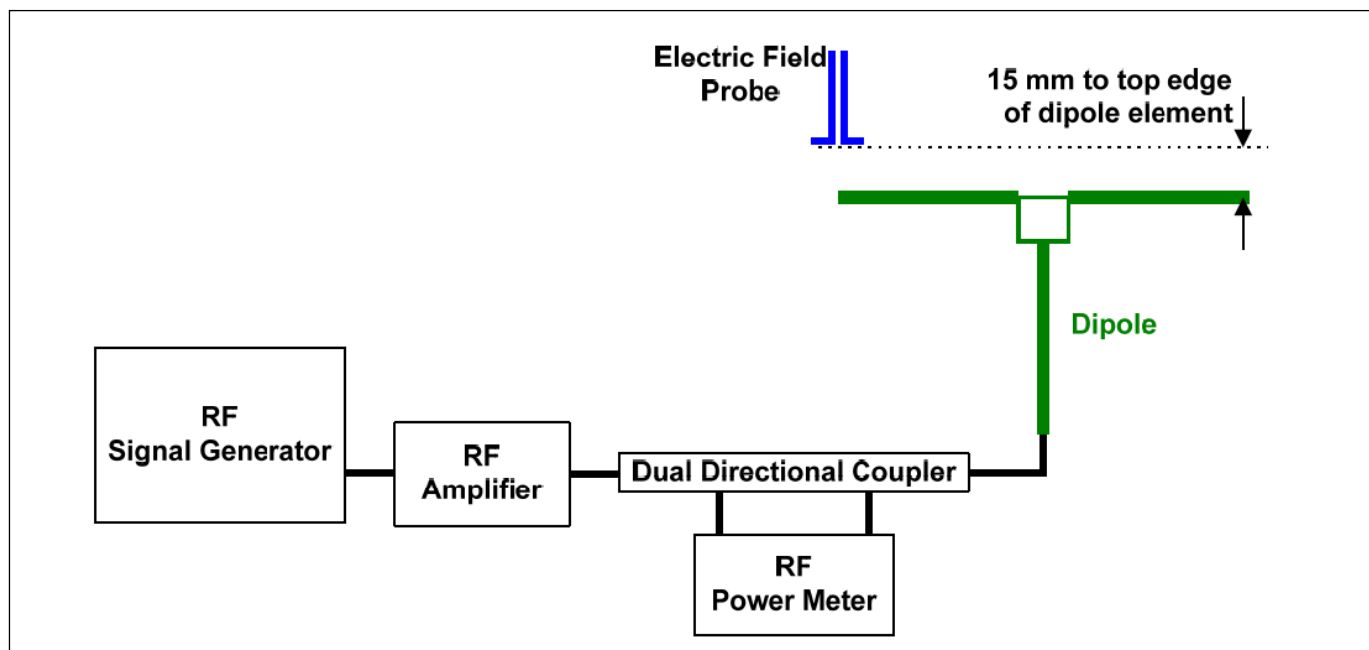 Electric Field
Probe
15 mm to top edge
of dipole element
Dipole
RF
Signal Generator
RF
Amplifier
Dual Directional Coupler
RF
Power Meter